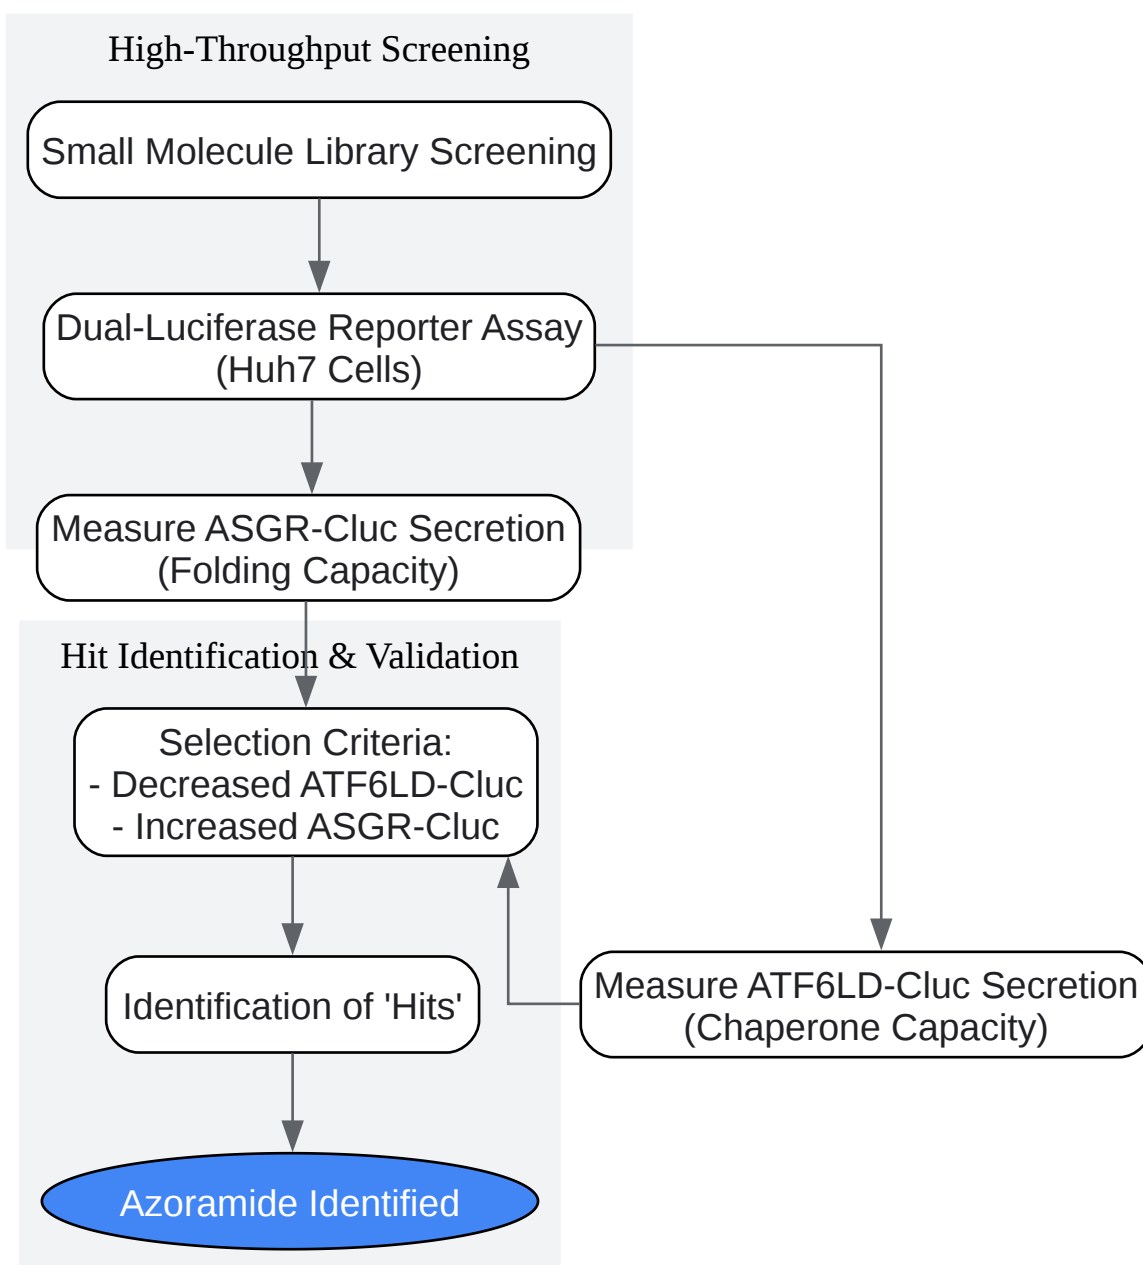 High-Throughput Screening
Small Molecule Library Screening
Dual-Luciferase Reporter Assay
(Huh7 Cells)
Measure ASGR-Cluc Secretion
(Folding Capacity)
Hit Identification & Validation
Selection Criteria:
- Decreased ATF6LD-Cluc
- Increased ASGR-Cluc
Measure ATF6LD-Cluc Secretion
(Chaperone Capacity)
Identification of 'Hits'
Azoramide Identified